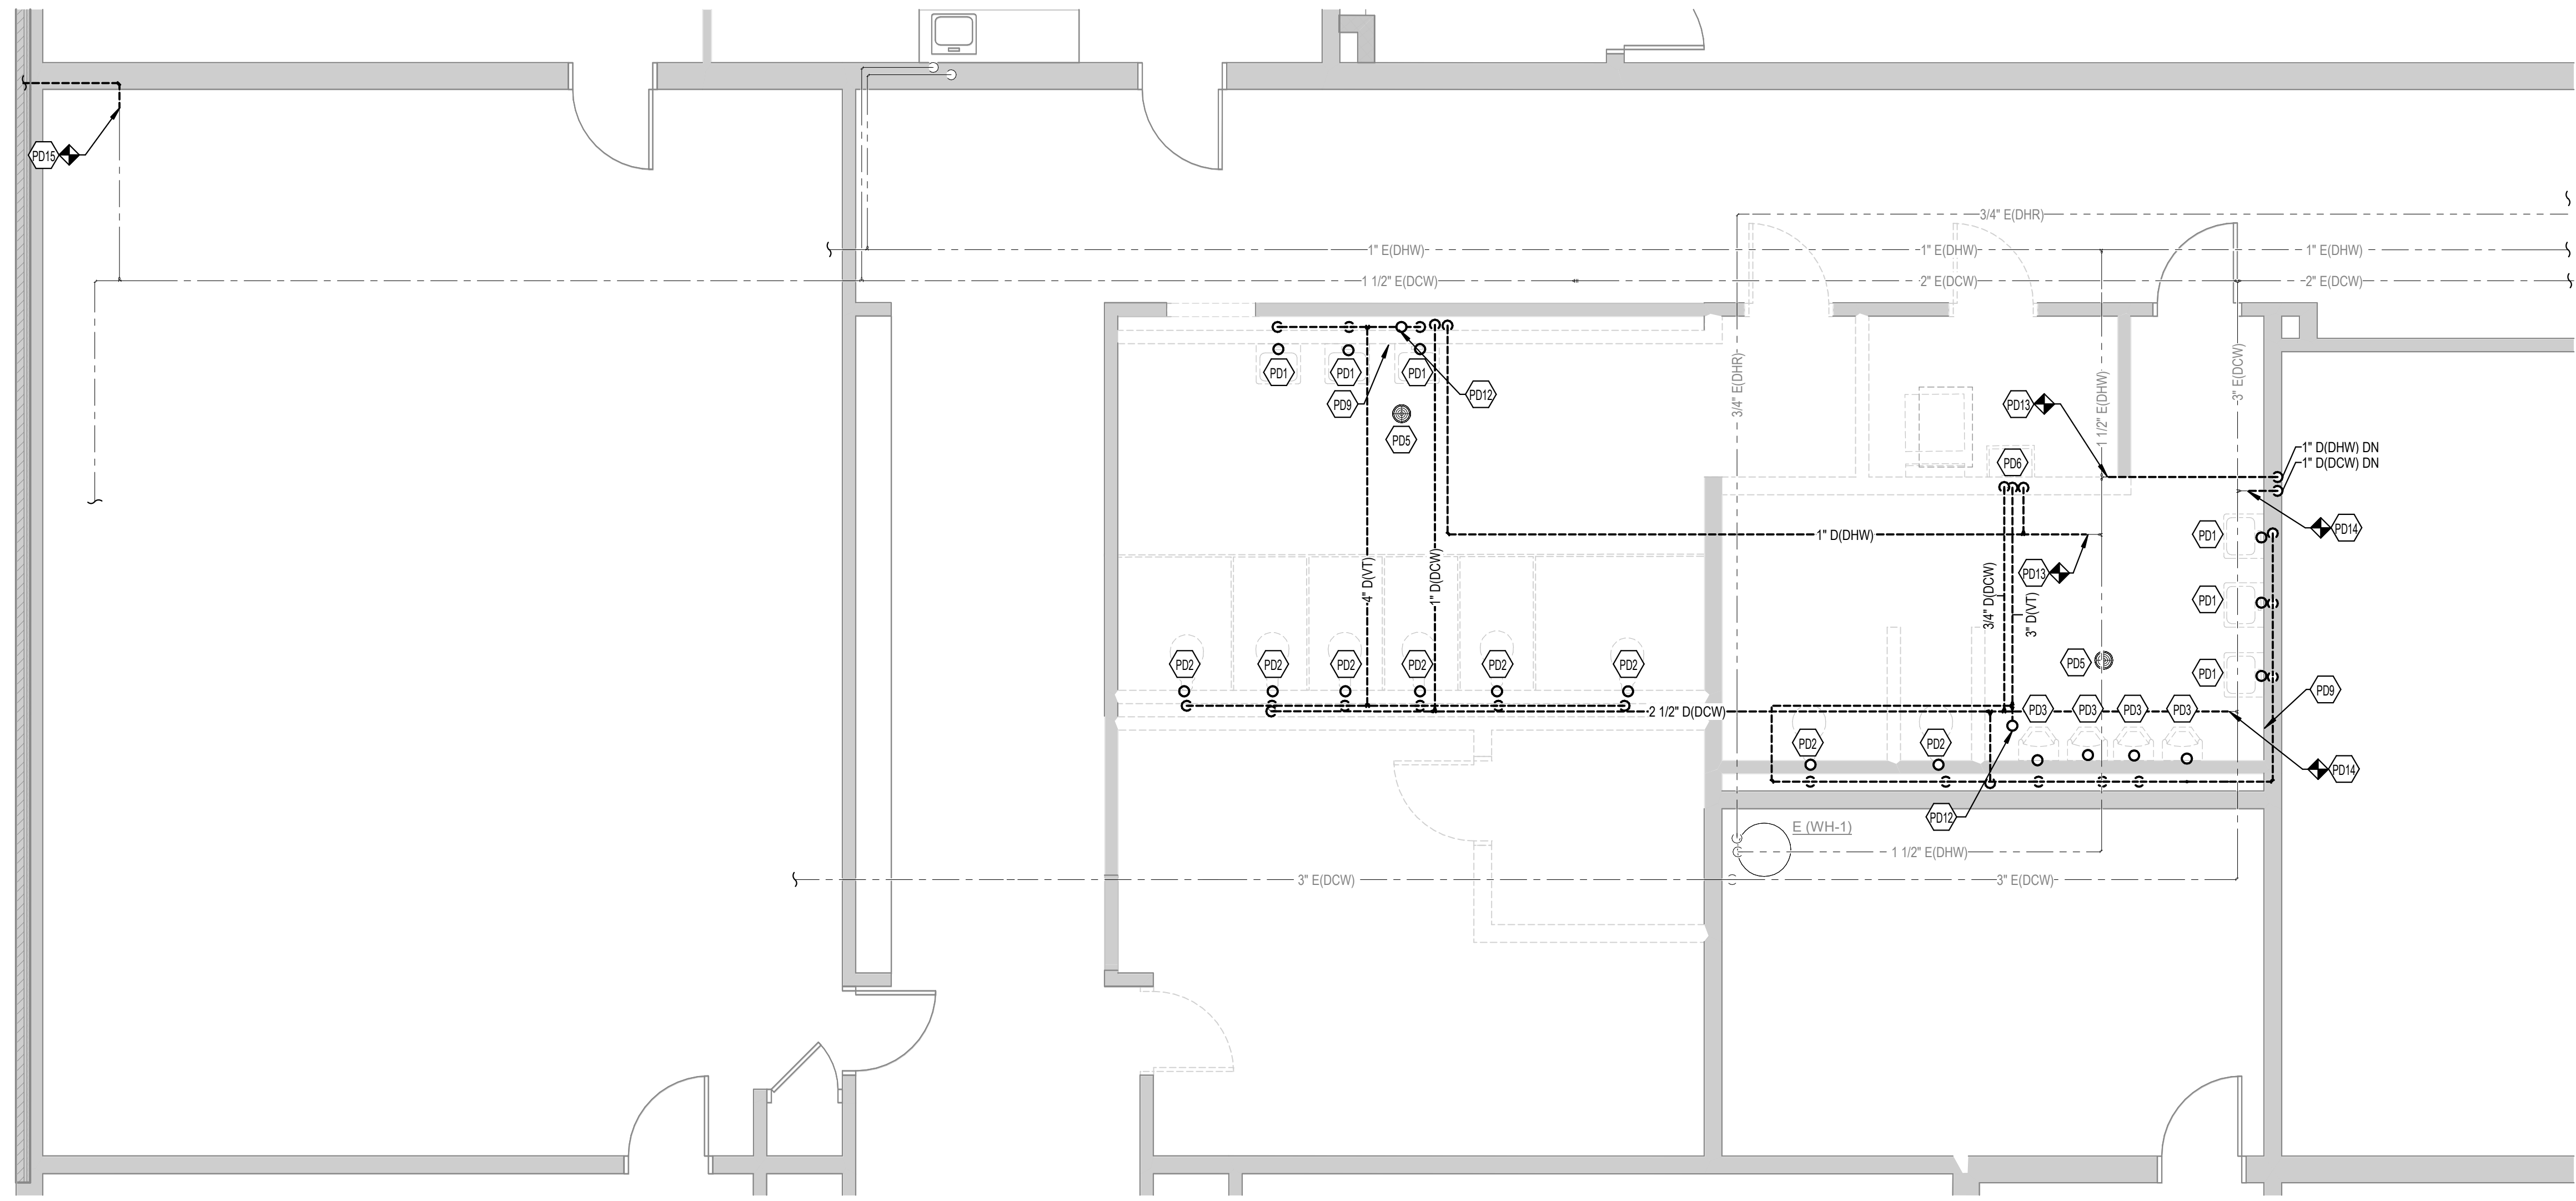 PD15
3/4" E(DHR)
1" E(DHW)
1" E(DHW)
1" E(DHW)
1 1/2" E(DCW)
2" E(DCW)
2" E(DCW)
PD1
PD1
PD1
PD9
PD12
PD5
3/4" E(DHR)
PD13
1 1/2" E(DHW)
3" E(DCW)
1" D(DHW) DN
1" D(DCW) DN
PD6
PD14
1" D(DHW)
PD1
4" D(VT)
1" D(DCW)
PD13
3/4" D(DCW)
3" D(VT)
PD1
PD2
PD2
PD2
PD2
PD2
PD2
PD5
PD1
PD9
2 1/2" D(DCW)
PD3
PD3
PD3
PD3
PD2
PD2
PD14
PD12
E (WH-1)
1 1/2" E(DHW)
3" E(DCW)
3" E(DCW)